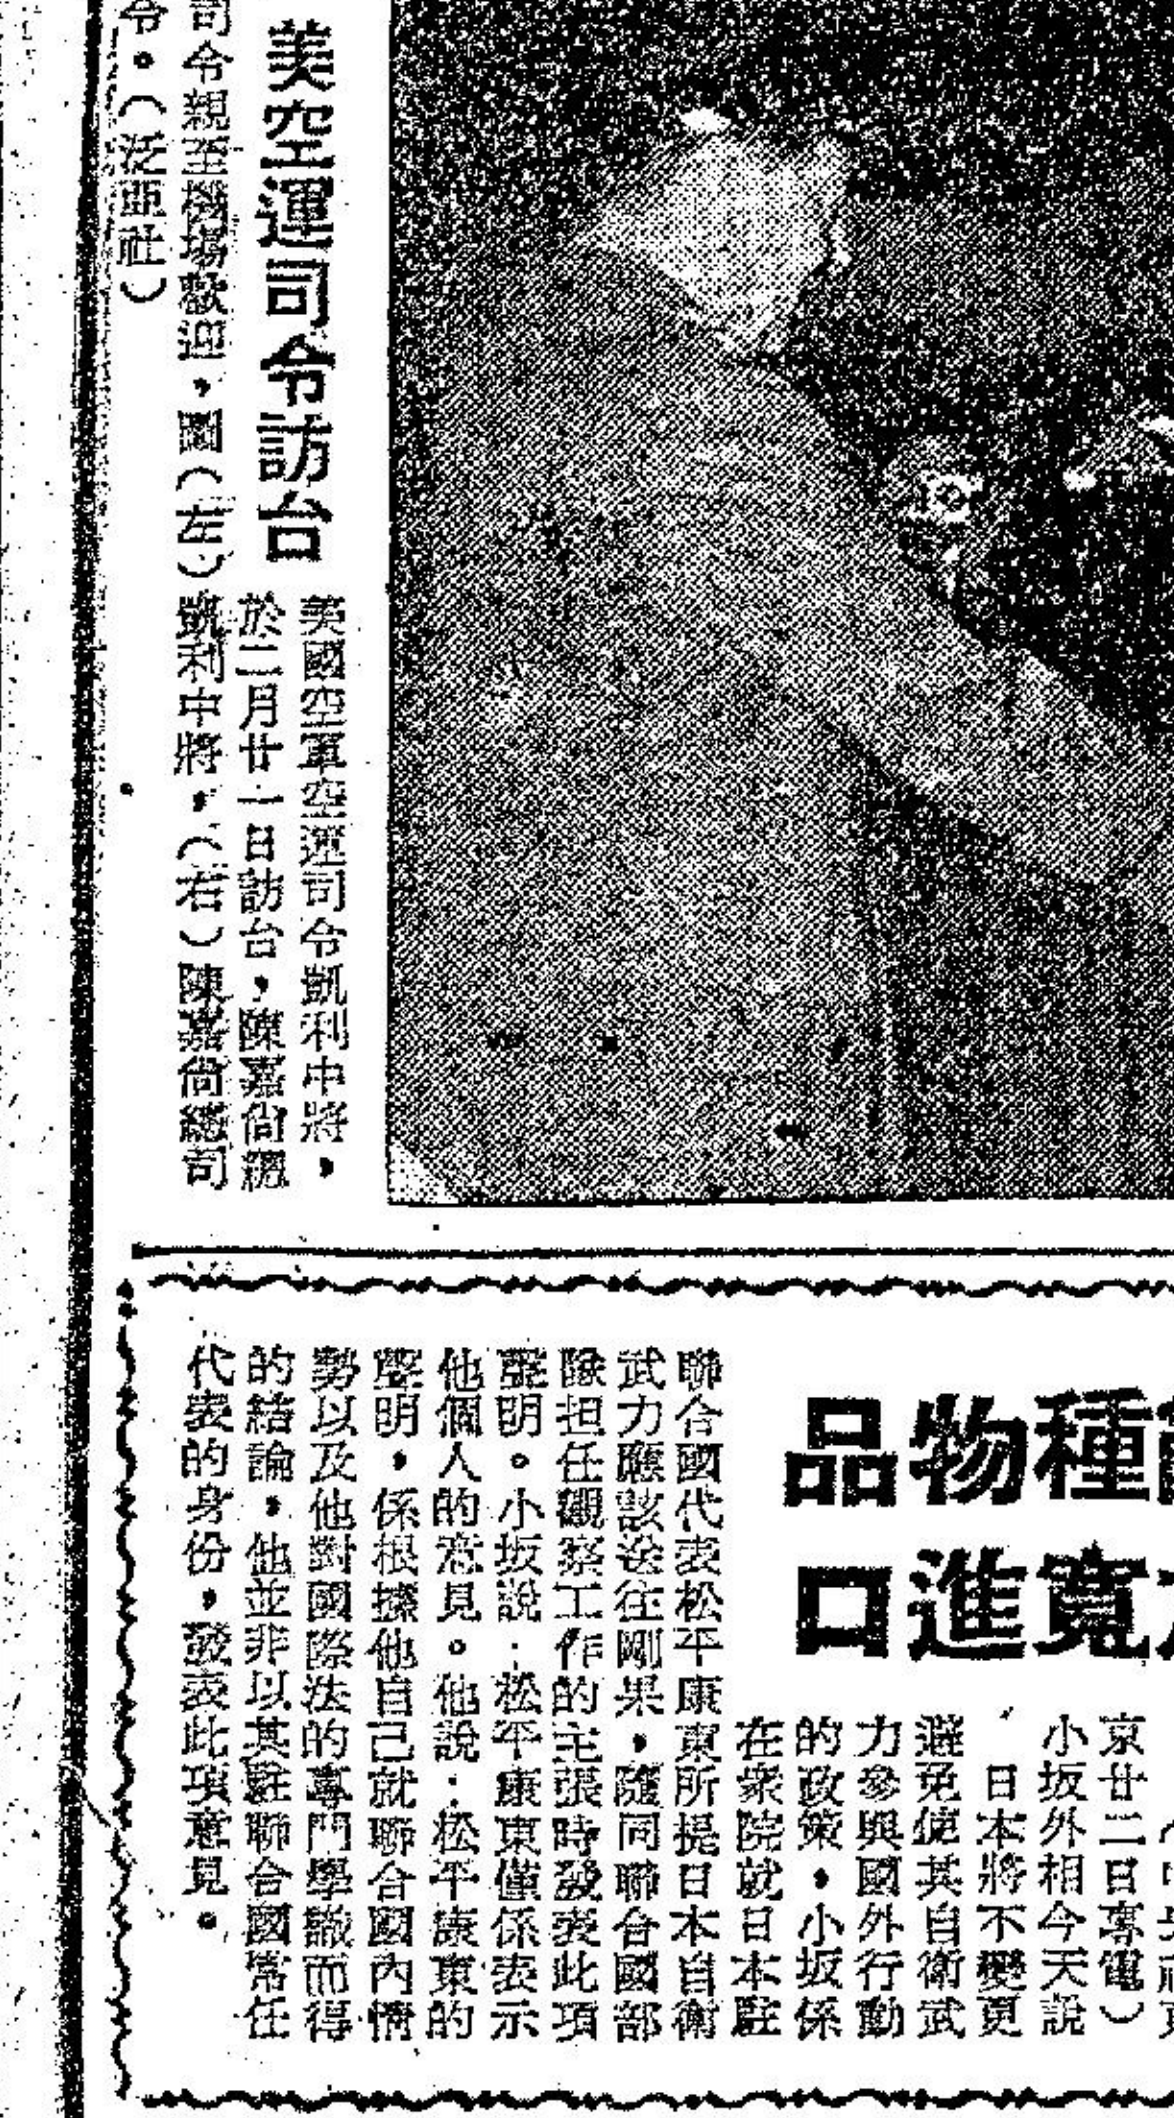 美空運司令訪台
美國空軍空運司令凱利中將，
於二月廿一日訪台，陳嘉尙總
司令親至機場歡迎，圖（左）凱利中將，（右）陳嘉尙總司
令。（泛亞社）
種物品
寬進口
京廿二日專電）
小坂外相今天說
日本將不變更
避免使其自衛武
力參與國外行動
的政策，小坂係
在衆院就日本駐
聯合國代表松平康東所提日本自衛
武力應該送往剛果，隨同聯合國部
隊担任觀察工作的主張時發表此項
聲明。小坂說：松平康東僅係表示
他個人的意見。他說：松平康東的
聲明，係根據他自己就聯合國內情
勢以及他對國際法的專門學識而得
的結論，他並非以其駐聯合國常任
代表的身份，發表此項意見。